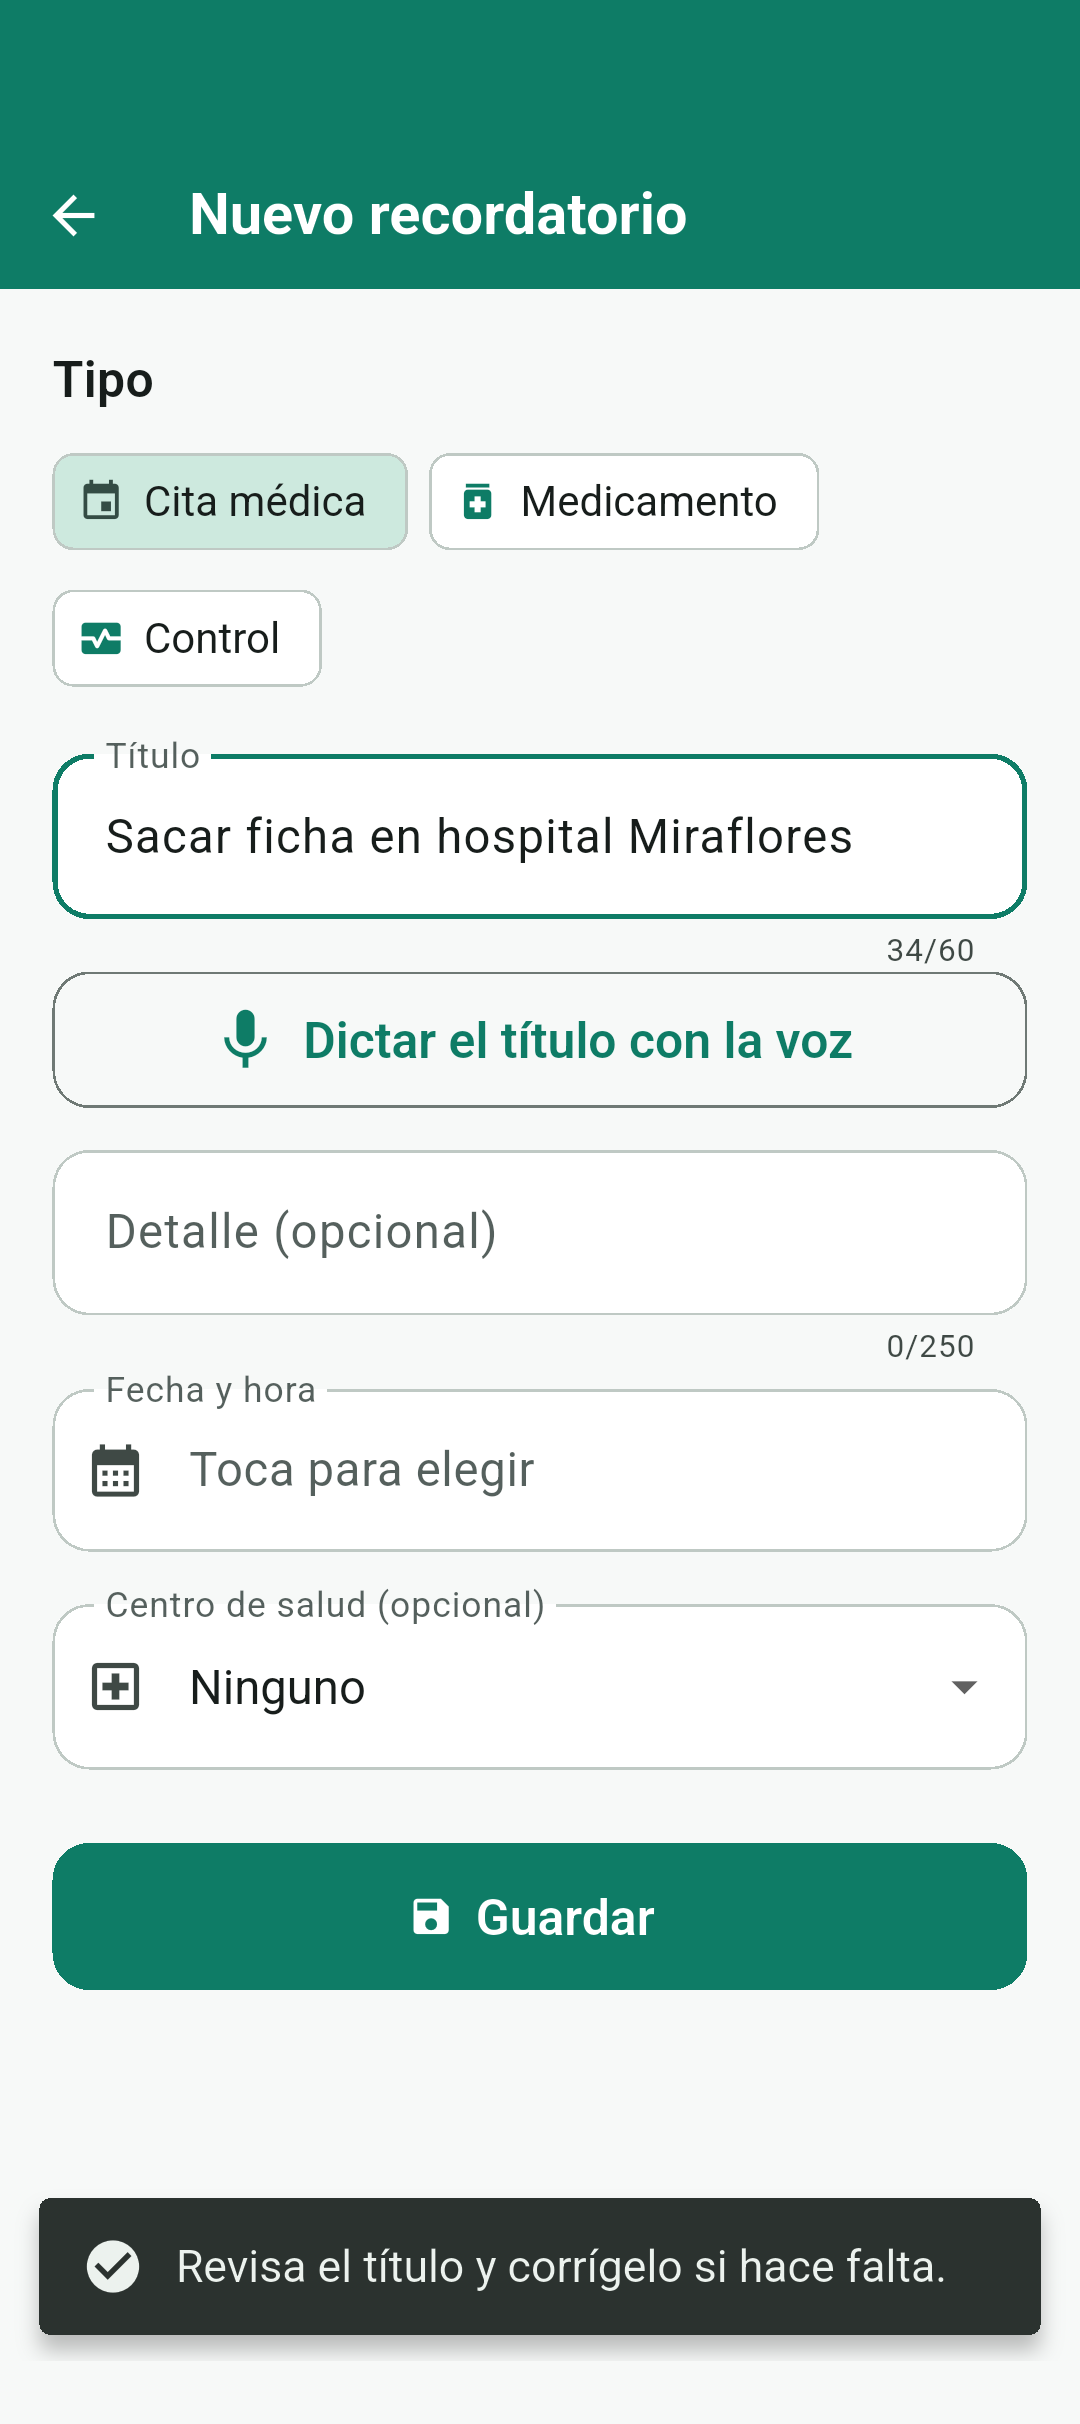 Nuevo recordatorio
Tipo
Cita médica
Medicamento
Control
Título
Sacar ficha en hospital Miraflores
34/60
Dictar el título con la voz
Detalle (opcional)
0/250
Fecha y hora
Toca para elegir
Centro de salud (opcional)
Ninguno
Guardar
Revisa el título y corrígelo si hace falta.